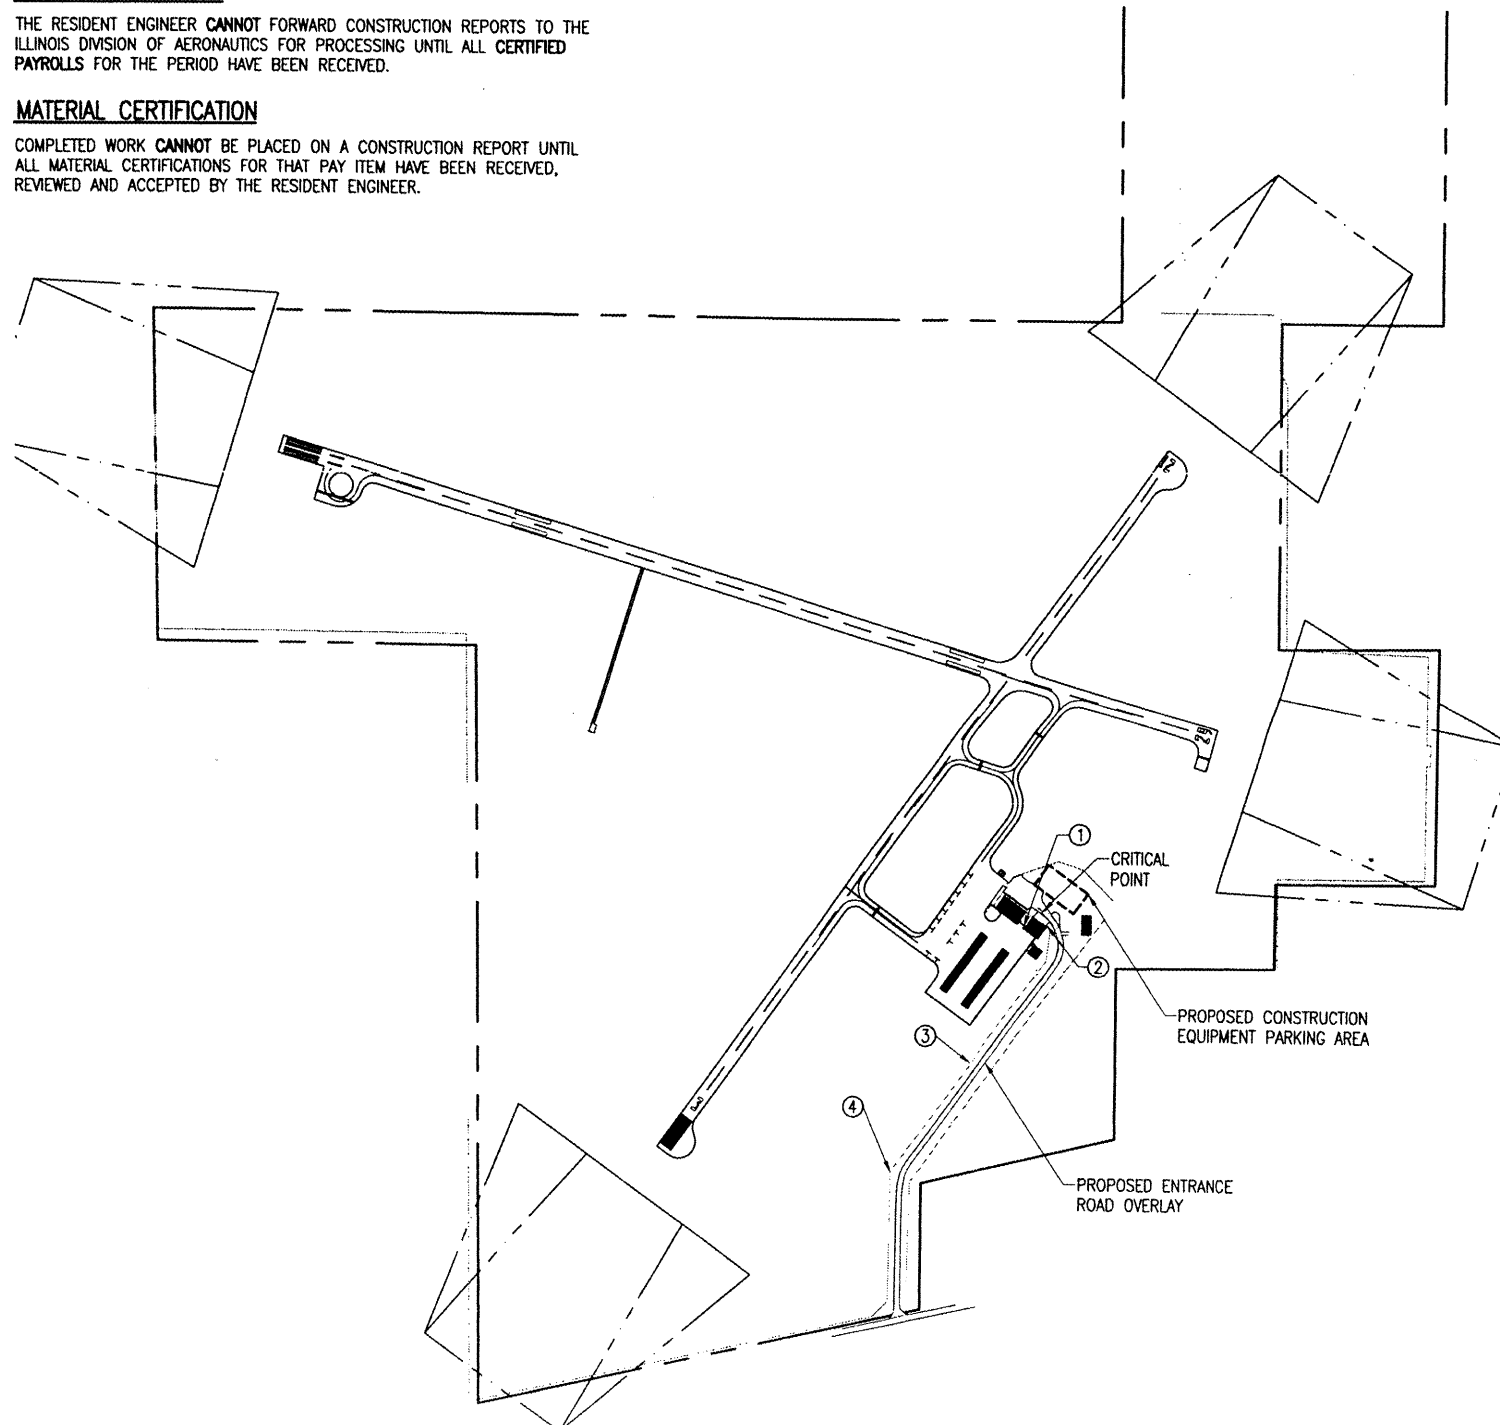 THE RESIDENT ENGINEER CANNOT FORWARD CONSTRUCTION REPORTS TO THE
ILLINOIS DIVISION OF AERONAUTICS FOR PROCESSING UNTIL ALL CERTIFIED
PAYROLLS FOR THE PERIOD HAVE BEEN RECEIVED.
MATERIAL CERTIFICATION
COMPLETED WORK CANNOT BE PLACED ON A CONSTRUCTION REPORT UNTIL
ALL MATERIAL CERTIFICATIONS FOR THAT PAY ITEM HAVE BEEN RECEIVED,
REVIEWED AND ACCEPTED BY THE RESIDENT ENGINEER.
1
CRITICAL
POINT
2
PROPOSED CONSTRUCTION
EQUIPMENT PARKING AREA
3
4
PROPOSED ENTRANCE
ROAD OVERLAY